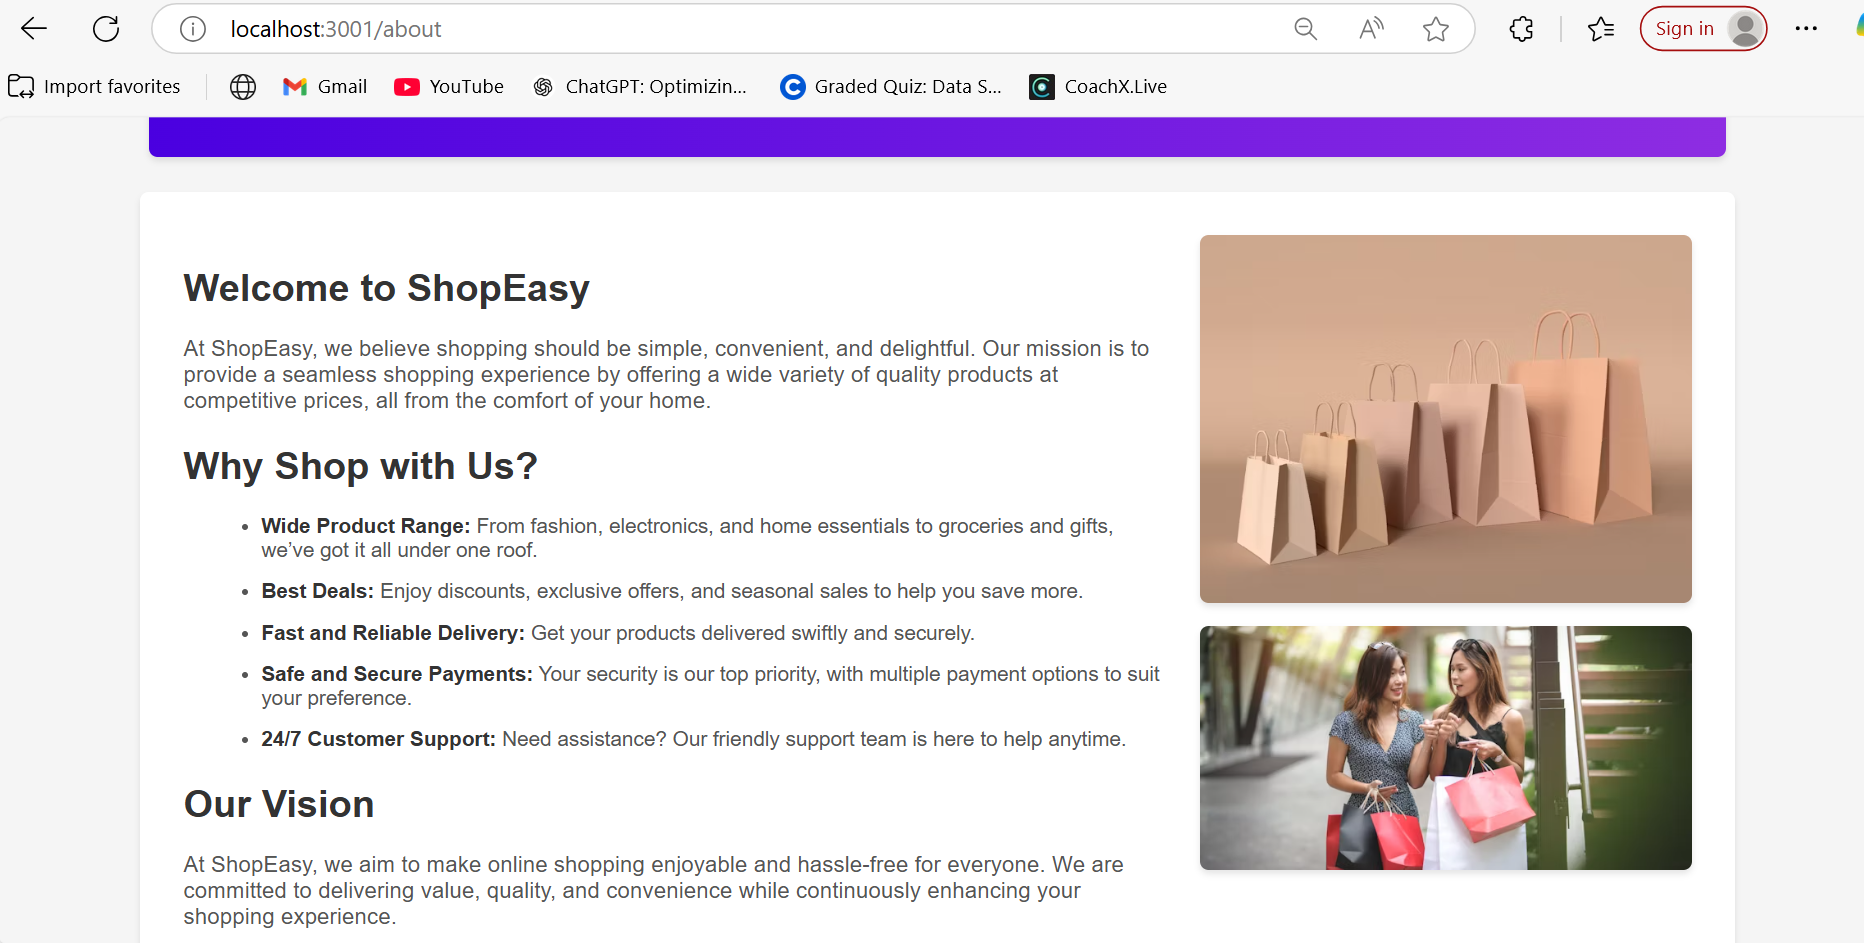 localhost:3001/about
Sign in
Import favorites
Gmail
YouTube
ChatGPT: Optimizin...
Graded Quiz: Data S...
CoachX.Live
Welcome to ShopEasy
At ShopEasy, we believe shopping should be simple, convenient, and delightful. Our mission is to
provide a seamless shopping experience by offering a wide variety of quality products at
competitive prices, all from the comfort of your home.
Why Shop with Us?
• Wide Product Range: From fashion, electronics, and home essentials to groceries and gifts,
we’ve got it all under one roof.
• Best Deals: Enjoy discounts, exclusive offers, and seasonal sales to help you save more.
• Fast and Reliable Delivery: Get your products delivered swiftly and securely.
• Safe and Secure Payments: Your security is our top priority, with multiple payment options to suit
your preference.
• 24/7 Customer Support: Need assistance? Our friendly support team is here to help anytime.
Our Vision
At ShopEasy, we aim to make online shopping enjoyable and hassle-free for everyone. We are
committed to delivering value, quality, and convenience while continuously enhancing your
shopping experience.